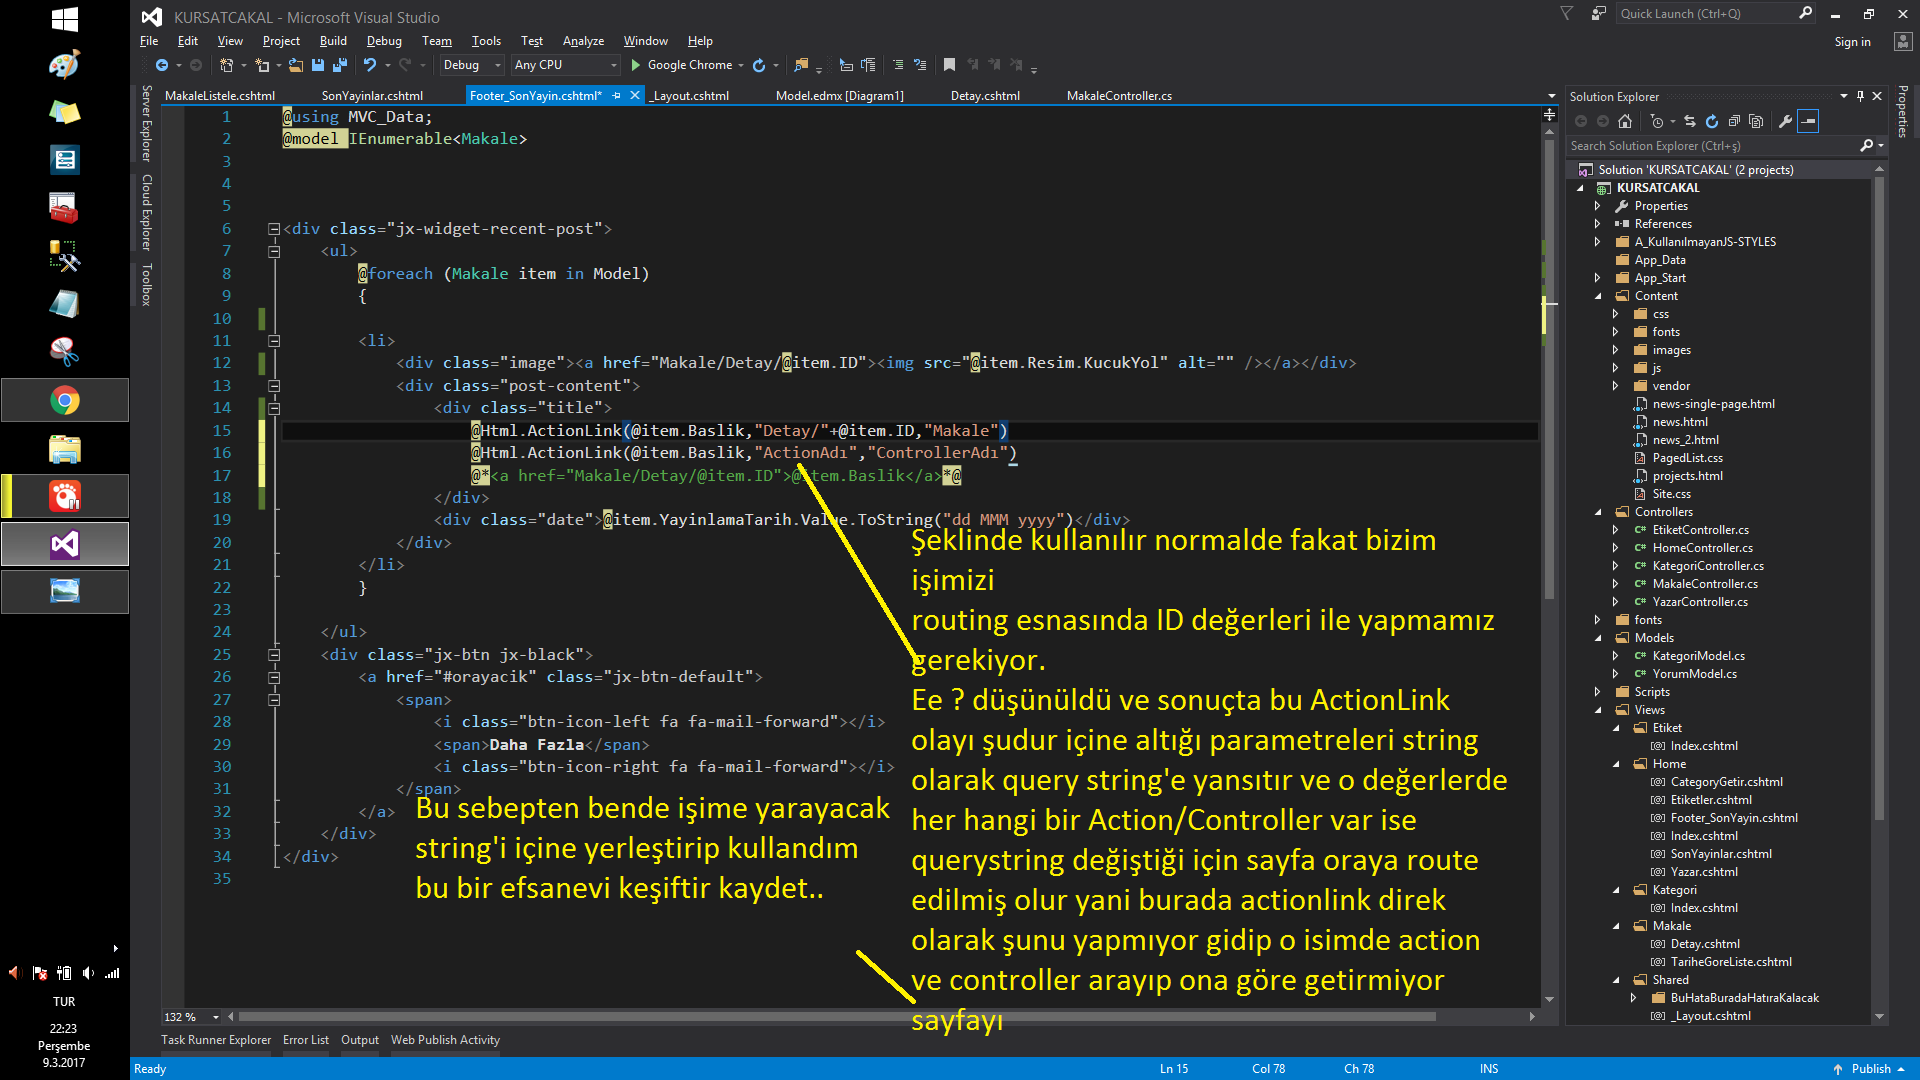 KURSATCAKAL - Microsoft Visual Studio
Quick Launch (Ctrl+Q)
File Edit View Project Build Debug Team Tools Test Analyze Window Help
Sign in
Debug Any CPU Google Chrome
Server Explorer
Cloud Explorer
Toolbox
MakaleListele.cshtml SonYayinlar.cshtml Footer_SonYayin.cshtml* _Layout.cshtml Model.edmx [Diagram1] Detay.cshtml MakaleController.cs
1 @using MVC_Data;
2 @model IEnumerable<Makale>
3
4
5
6 <div class="jx-widget-recent-post">
7 <ul>
8 @foreach (Makale item in Model)
9 {
10
11 <li>
12 <div class="image"><a href="Makale/Detay/@item.ID"><img src="@item.Resim.KucukYol" alt="" /></a></div>
13 <div class="post-content">
14 <div class="title">
15 @Html.ActionLink(@item.Baslik,"Detay/"+@item.ID,"Makale")
16 @Html.ActionLink(@item.Baslik,"ActionAdı","ControllerAdı")
17 @*<a href="Makale/Detay/@item.ID">@item.Baslik</a>*@
18 </div>
19 <div class="date">@item.YayinlamaTarih.Value.ToString("dd MMM yyyy")</div>
20 </div>
21 </li>
22 }
23
24 </ul>
25 <div class="jx-btn jx-black">
26 <a href="#orayacik" class="jx-btn-default">
27 <span>
28 <i class="btn-icon-left fa fa-mail-forward"></i>
29 <span>Daha Fazla</span>
30 <i class="btn-icon-right fa fa-mail-forward"></i>
31 </span>
32 </a>
33 </div>
34 </div>
35
Şeklinde kullanılır normalde fakat bizim
işimizi
routing esnasında ID değerleri ile yapmamız
gerekiyor.
Ee ? düşünüldü ve sonuçta bu ActionLink
olayı şudur içine altığı parametreleri string
olarak query string'e yansıtır ve o değerlerde
her hangi bir Action/Controller var ise
querystring değiştiği için sayfa oraya route
edilmiş olur yani burada actionlink direk
olarak şunu yapmıyor gidip o isimde action
ve controller arayıp ona göre getirmiyor
sayfayı
Bu sebepten bende işime yarayacak
string'i içine yerleştirip kullandım
bu bir efsanevi keşiftir kaydet..
132 %
Task Runner Explorer Error List Output Web Publish Activity
Ready Ln 15 Col 78 Ch 78 INS Publish
Solution Explorer
Search Solution Explorer (Ctrl+ş)
Solution 'KURSATCAKAL' (2 projects)
KURSATCAKAL
Properties
References
A_KullanılmayanJS-STYLES
App_Data
App_Start
Content
css
fonts
images
js
vendor
news-single-page.html
news.html
news_2.html
PagedList.css
projects.html
Site.css
Controllers
EtiketController.cs
HomeController.cs
KategoriController.cs
MakaleController.cs
YazarController.cs
fonts
Models
KategoriModel.cs
YorumModel.cs
Scripts
Views
Etiket
Index.cshtml
Home
CategoryGetir.cshtml
Etiketler.cshtml
Footer_SonYayin.cshtml
Index.cshtml
SonYayinlar.cshtml
Yazar.cshtml
Kategori
Index.cshtml
Makale
Detay.cshtml
TariheGoreListe.cshtml
Shared
BuHataBuradaHatıraKalacak
_Layout.cshtml
Properties
TUR
22:23
Perşembe
9.3.2017